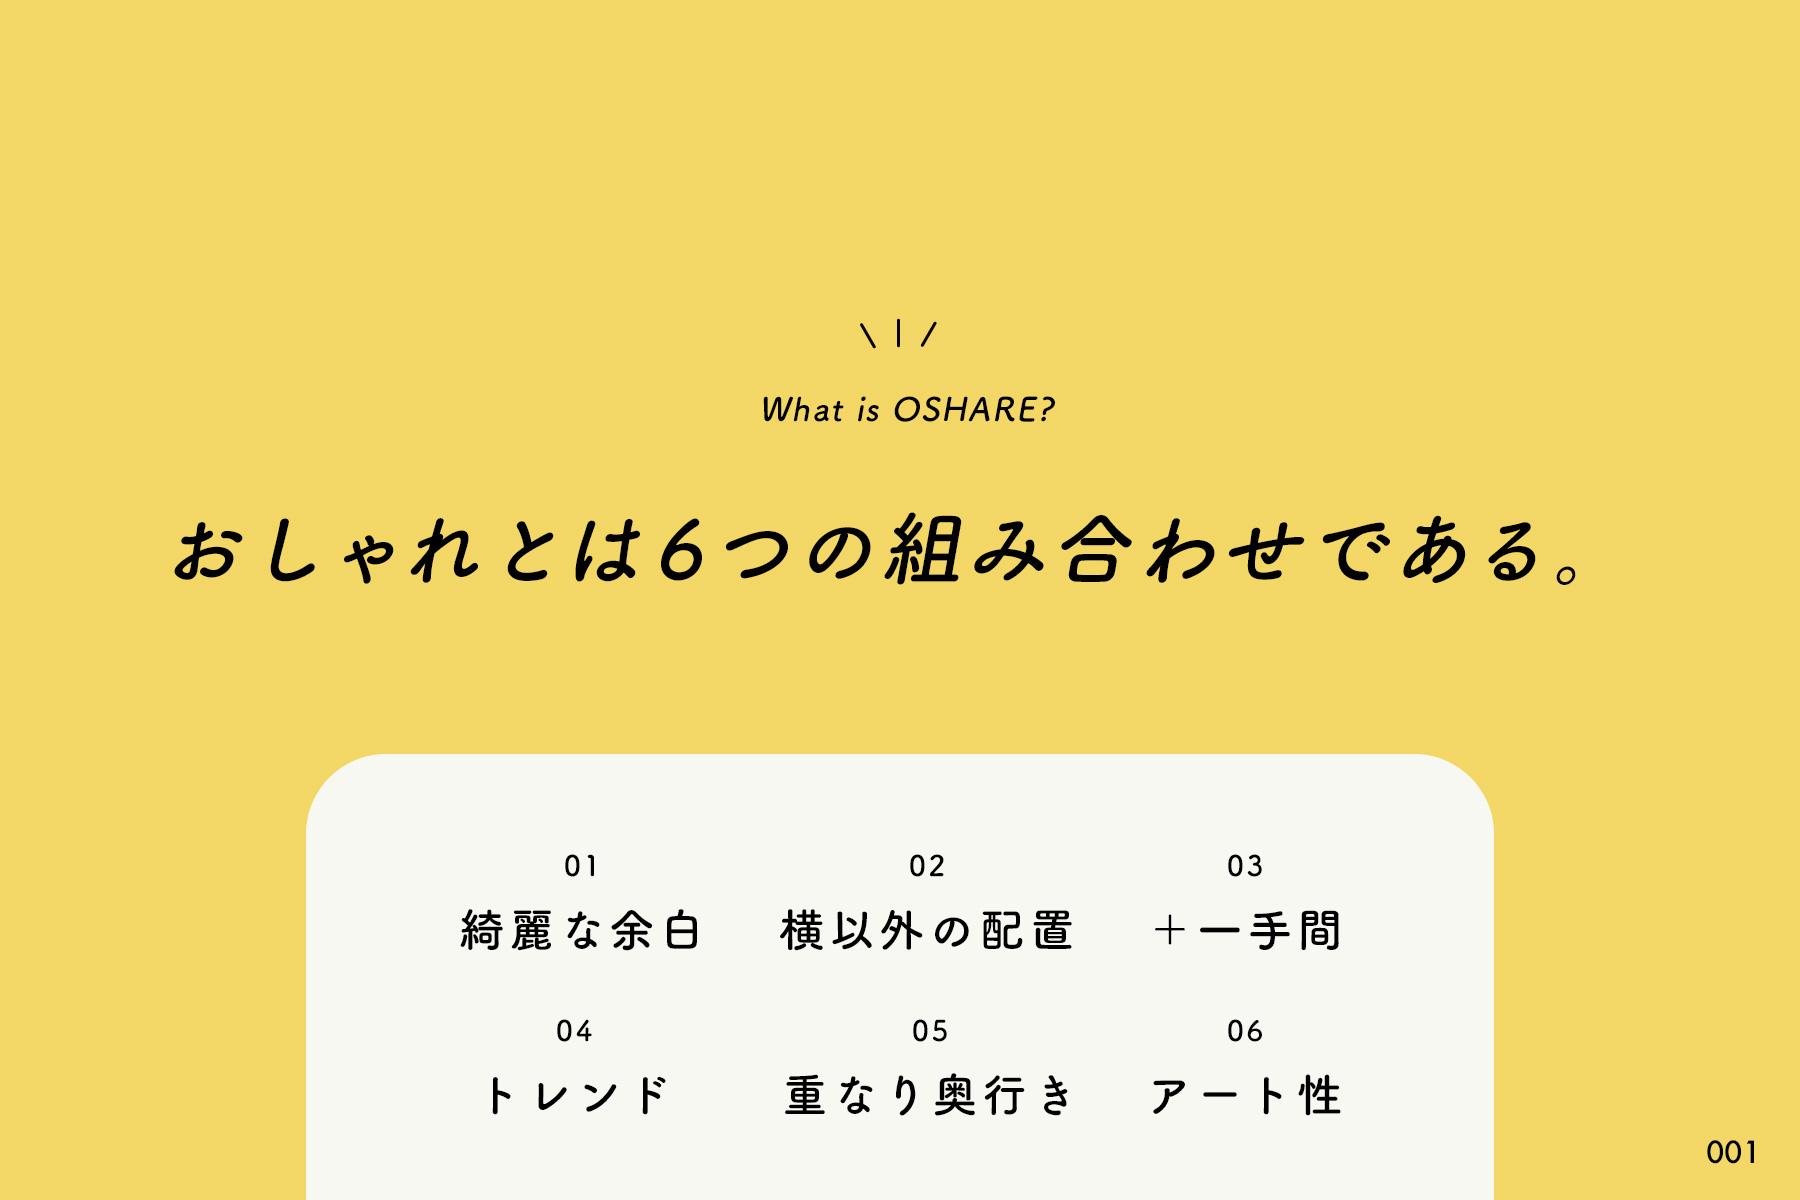 What is OSHARE?
おしゃれとは6つの組み合わせである。
01
綺麗な余白
02
横以外の配置
03
＋一手間
04
トレンド
05
重なり奥行き
06
アート性
001